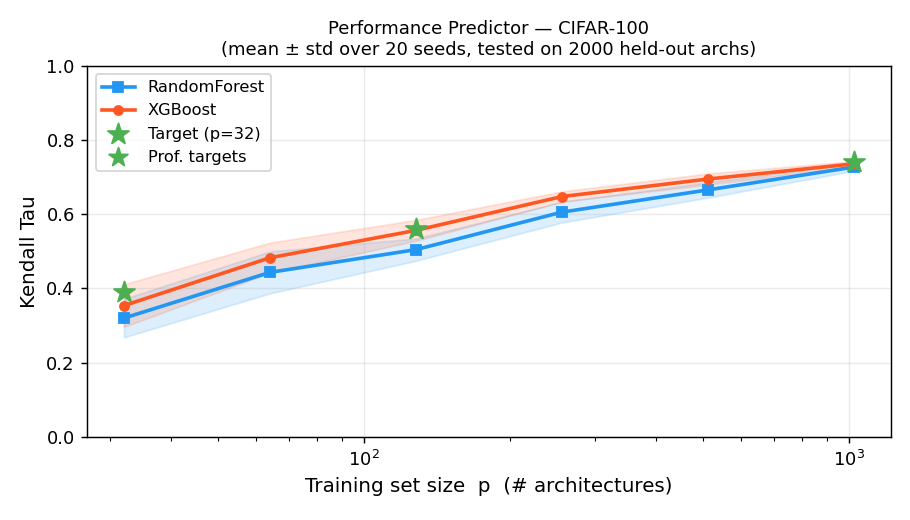 Performance Predictor — CIFAR-100
(mean ± std over 20 seeds, tested on 2000 held-out archs)
RandomForest
XGBoost
Target (p=32)
Prof. targets
Kendall Tau
1.0
0.8
0.6
0.4
0.2
0.0
10²
10³
Training set size p (# architectures)